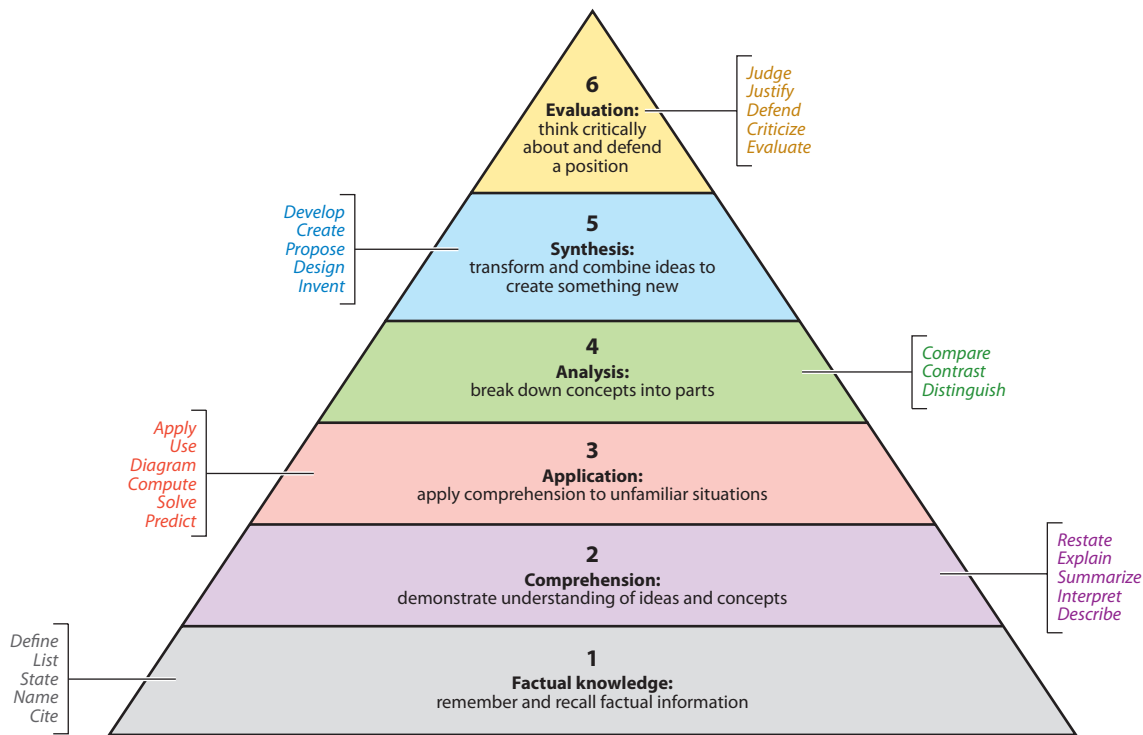 6
Evaluation:
think critically
about and defend
a position
Judge
Justify
Defend
Criticize
Evaluate
Develop
Create
Propose
Design
Invent
5
Synthesis:
transform and combine ideas to
create something new
4
Analysis:
break down concepts into parts
Compare
Contrast
Distinguish
Apply
Use
Diagram
Compute
Solve
Predict
3
Application:
apply comprehension to unfamiliar situations
2
Comprehension:
demonstrate understanding of ideas and concepts
Restate
Explain
Summarize
Interpret
Describe
Define
List
State
Name
Cite
1
Factual knowledge:
remember and recall factual information